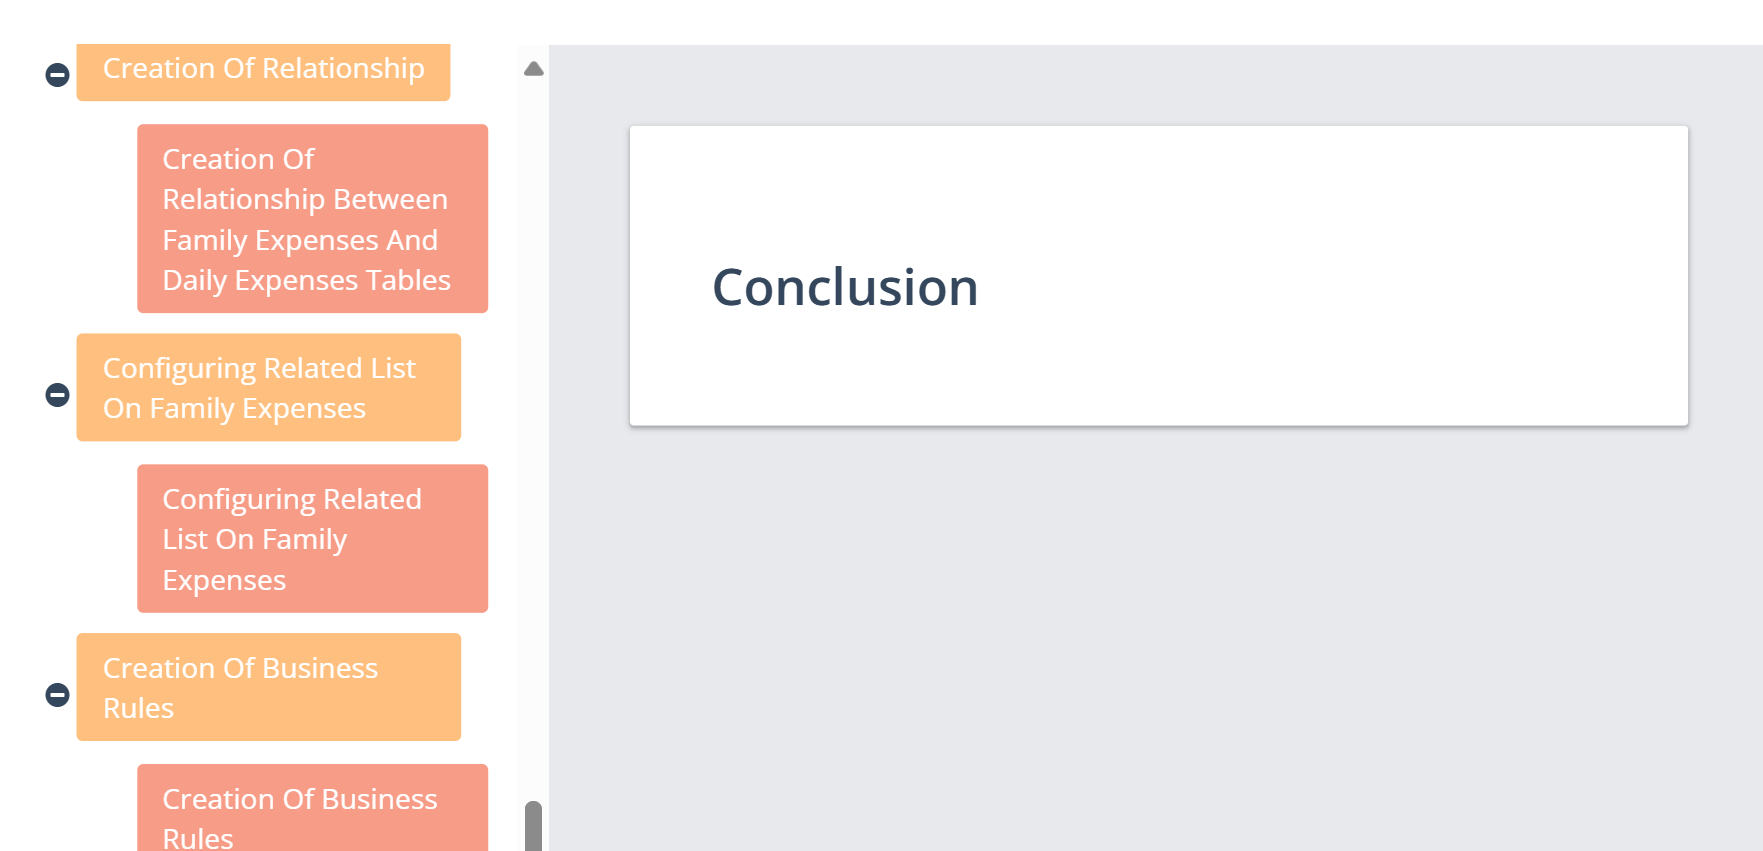 Creation Of Relationship
Creation Of
Relationship Between
Family Expenses And
Daily Expenses Tables
Configuring Related List
On Family Expenses
Configuring Related
List On Family
Expenses
Creation Of Business
Rules
Creation Of Business
Rules
Conclusion